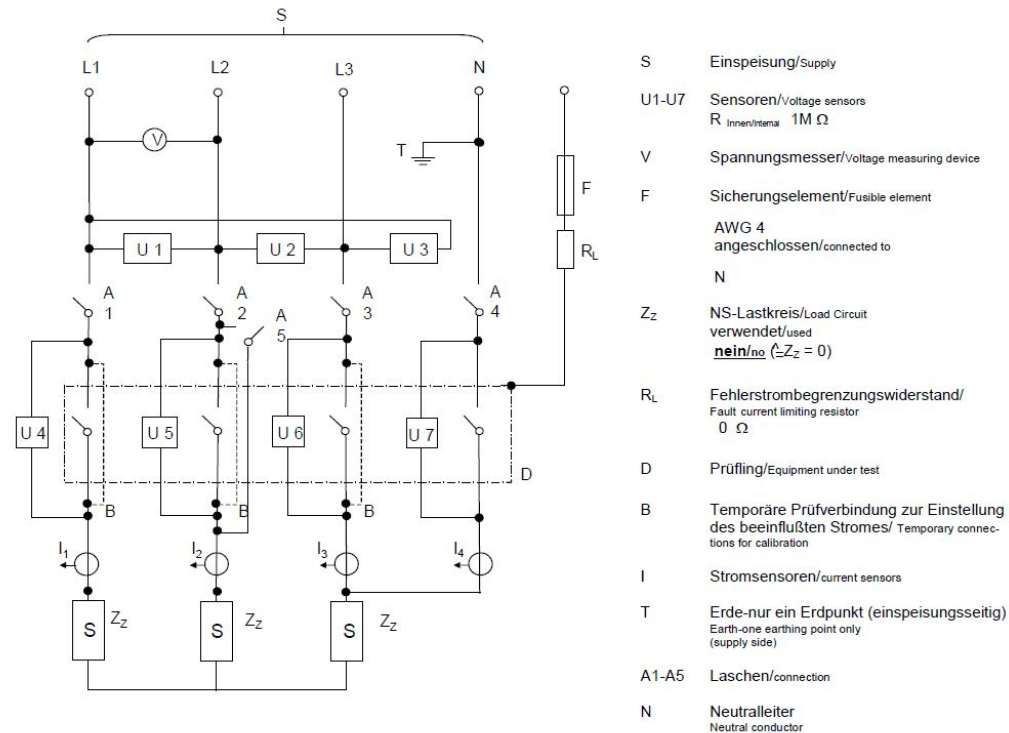 S
L1 L2 L3 N
V
T
F
R_L
U 1 U 2 U 3
A 1
A 2
A 5
A 3
A 4
U 4 U 5 U 6 U 7
D
B B B
I1 I2 I3 I4
S Zz S Zz S Zz
S Einspeisung/Supply
U1-U7 Sensoren/Voltage sensors
R Innen/Internal 1M Ω
V Spannungsmesser/Voltage measuring device
F Sicherungselement/Fusible element
AWG 4
angeschlossen/connected to
N
Zz NS-Lastkreis/Load Circuit
verwendet/used
nein/no (≙Zz = 0)
RL Fehlerstrombegrenzungswiderstand/
Fault current limiting resistor
0 Ω
D Prüfling/Equipment under test
B Temporäre Prüfverbindung zur Einstellung
des beeinflußten Stromes/ Temporary connec-
tions for calibration
I Stromsensoren/current sensors
T Erde-nur ein Erdpunkt (einspeisungsseitig)
Earth-one earthing point only
(supply side)
A1-A5 Laschen/connection
N Neutralleiter
Neutral conductor